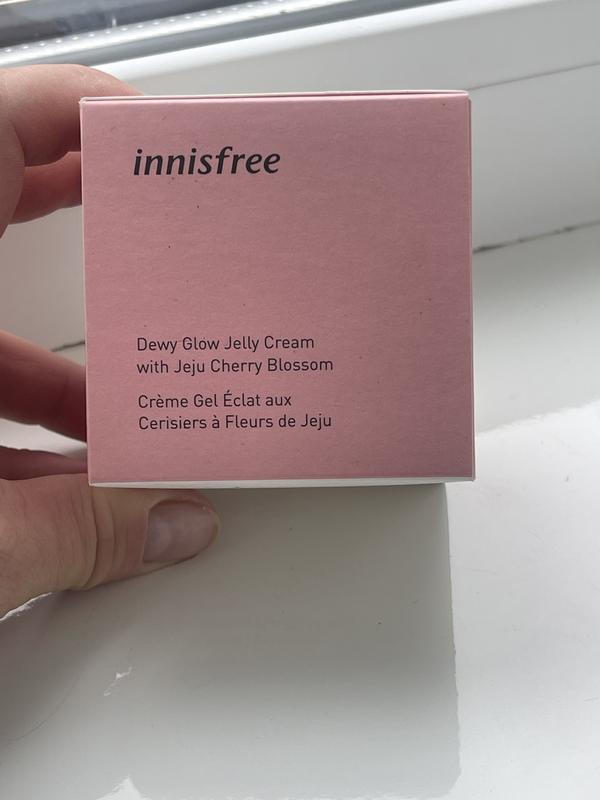 innisfree
Dewy Glow Jelly Cream
with Jeju Cherry Blossom
Crème Gel Éclat aux
Cerisiers à Fleurs de Jeju